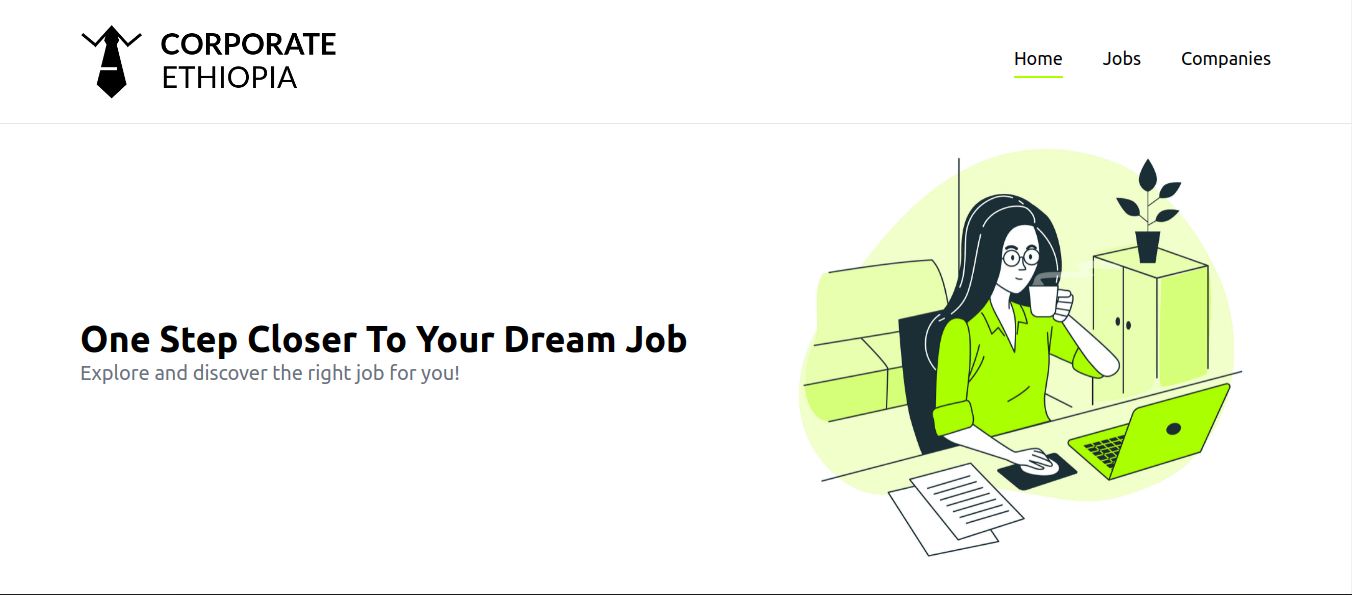 CORPORATE
ETHIOPIA
Home Jobs Companies
One Step Closer To Your Dream Job
Explore and discover the right job for you!